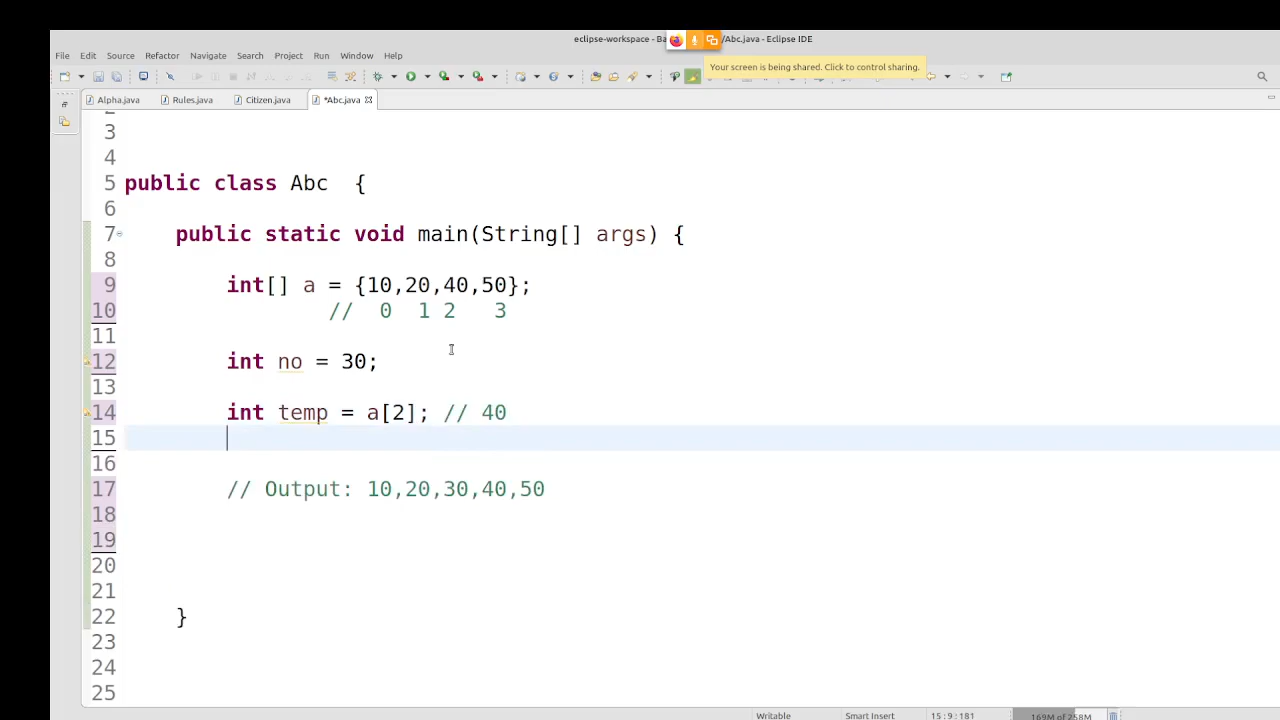 eclipse-workspace - Ba /Abc.java - Eclipse IDE
File Edit Source Refactor Navigate Search Project Run Window Help
Your screen is being shared. Click to control sharing.
Alpha.java Rules.java Citizen.java *Abc.java
2
3
4
5 public class Abc {
6
7 public static void main(String[] args) {
8
9 int[] a = {10,20,40,50};
10 // 0 1 2 3
11
12 int no = 30;
13
14 int temp = a[2]; // 40
15
16
17 // Output: 10,20,30,40,50
18
19
20
21
22 }
23
24
25
Writable Smart Insert 15:9:181 169M of 258M